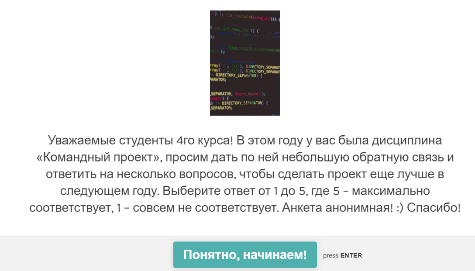 DIRECTORY_SEPARATOR
DIRECTORY_SEPARATOR
Уважаемые студенты 4го курса! В этом году у вас была дисциплина
«Командный проект», просим дать по ней небольшую обратную связь и
ответить на несколько вопросов, чтобы сделать проект еще лучше в
следующем году. Выберите ответ от 1 до 5, где 5 – максимально
соответствует, 1 – совсем не соответствует. Анкета анонимная! :) Спасибо!
Понятно, начинаем! press ENTER